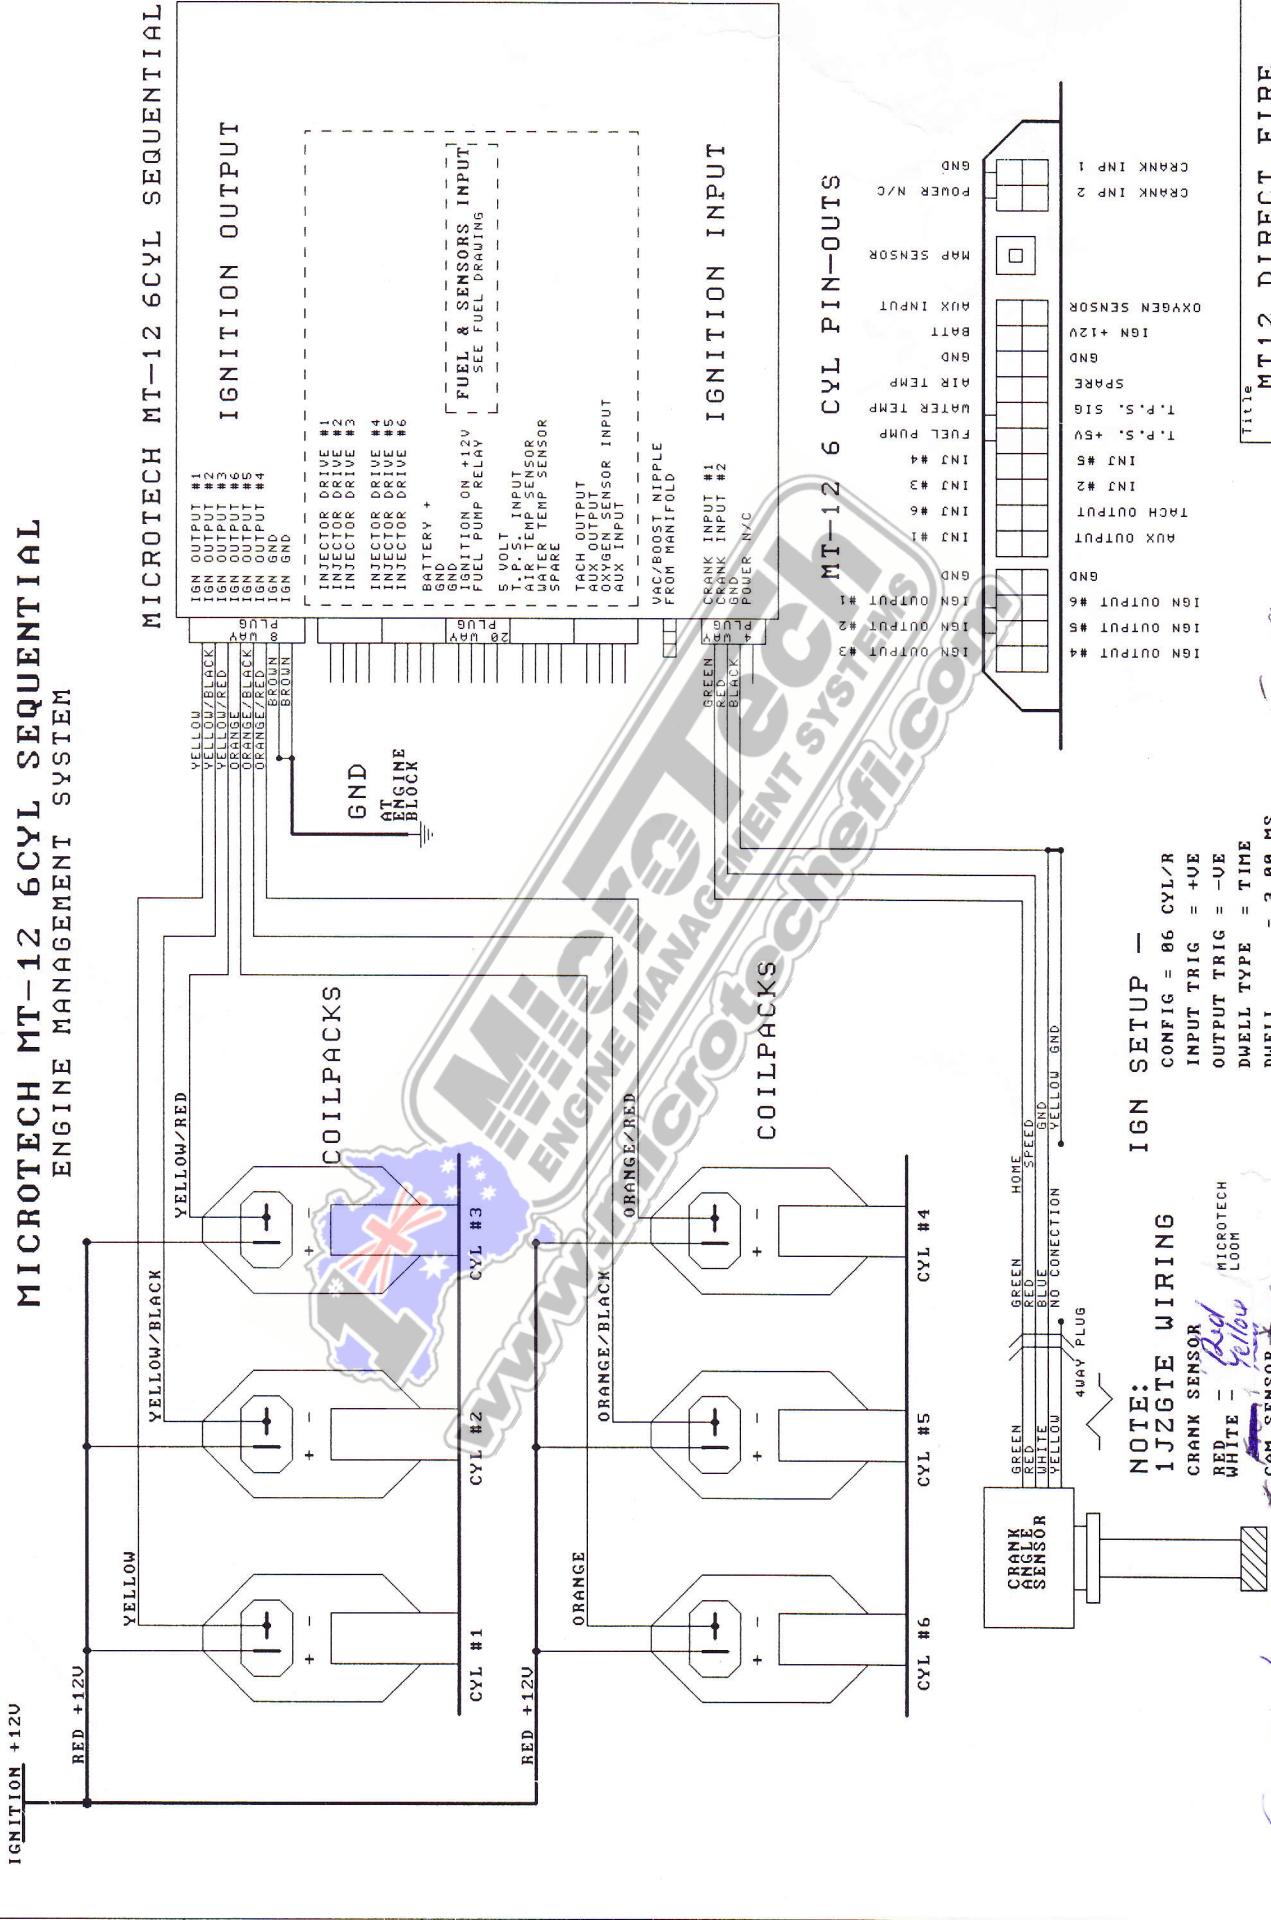 MICROTECH MT-12 6CYL SEQUENTIAL
ENGINE MANAGEMENT SYSTEM
IGNITION +12V
RED +12V
YELLOW
YELLOW/BLACK
YELLOW/RED
COILPACKS
+ -
+ -
+ -
CYL #1
CYL #2
CYL #3
RED +12V
ORANGE
ORANGE/BLACK
ORANGE/RED
COILPACKS
+ -
+ -
+ -
CYL #6
CYL #5
CYL #4
MICROTECH MT-12 6CYL SEQUENTIAL
IGNITION OUTPUT
YELLOW
YELLOW/BLACK
YELLOW/RED
ORANGE
ORANGE/BLACK
ORANGE/RED
BROWN
BROWN
8 WAY
PLUG
IGN OUTPUT #1
IGN OUTPUT #2
IGN OUTPUT #3
IGN OUTPUT #6
IGN OUTPUT #5
IGN OUTPUT #4
IGN GND
IGN GND
GND
AT
ENGINE
BLOCK
INJECTOR DRIVE #1
INJECTOR DRIVE #2
INJECTOR DRIVE #3
INJECTOR DRIVE #4
INJECTOR DRIVE #5
INJECTOR DRIVE #6
BATTERY +
GND
GND
IGNITION ON +12V
FUEL PUMP RELAY
5 VOLT
T.P.S. INPUT
AIR TEMP SENSOR
WATER TEMP SENSOR
SPARE
TACH OUTPUT
AUX OUTPUT
OXYGEN SENSOR INPUT
AUX INPUT
20 WAY
PLUG
FUEL & SENSORS INPUT
SEE FUEL DRAWING
VAC/BOOST NIPPLE
FROM MANIFOLD
IGNITION INPUT
CRANK INPUT #1
CRANK INPUT #2
GND
POWER N/C
4 WAY
PLUG
GREEN
RED
BLACK
MT-12 6 CYL PIN-OUTS
IGN OUTPUT #3
IGN OUTPUT #2
IGN OUTPUT #1
GND
INJ #1
INJ #6
INJ #3
INJ #4
FUEL PUMP
WATER TEMP
AIR TEMP
GND
BATT
AUX INPUT
MAP SENSOR
POWER N/C
GND
IGN OUTPUT #4
IGN OUTPUT #5
IGN OUTPUT #6
GND
AUX OUTPUT
TACH OUTPUT
INJ #2
INJ #5
T.P.S. +5V
T.P.S. SIG
SPARE
GND
IGN +12V
OXYGEN SENSOR
CRANK INP 2
CRANK INP 1
CRANK
ANGLE
SENSOR
GREEN
RED
WHITE
YELLOW
4WAY PLUG
GREEN
RED
BLUE
NO CONECTION
HOME
SPEED
GND
YELLOW GND
NOTE:
1JZGTE WIRING
CRANK SENSOR
RED
WHITE -
Red
Yellow
MICROTECH
LOOM
CAM SENSOR
IGN SETUP -
CONFIG = 06 CYL/R
INPUT TRIG = +VE
OUTPUT TRIG = -VE
DWELL TYPE = TIME
Title
MT12 DIRECT FIRE
1
MicroTech
ENGINE MANAGEMENT SYSTEMS
www.microtechefi.com